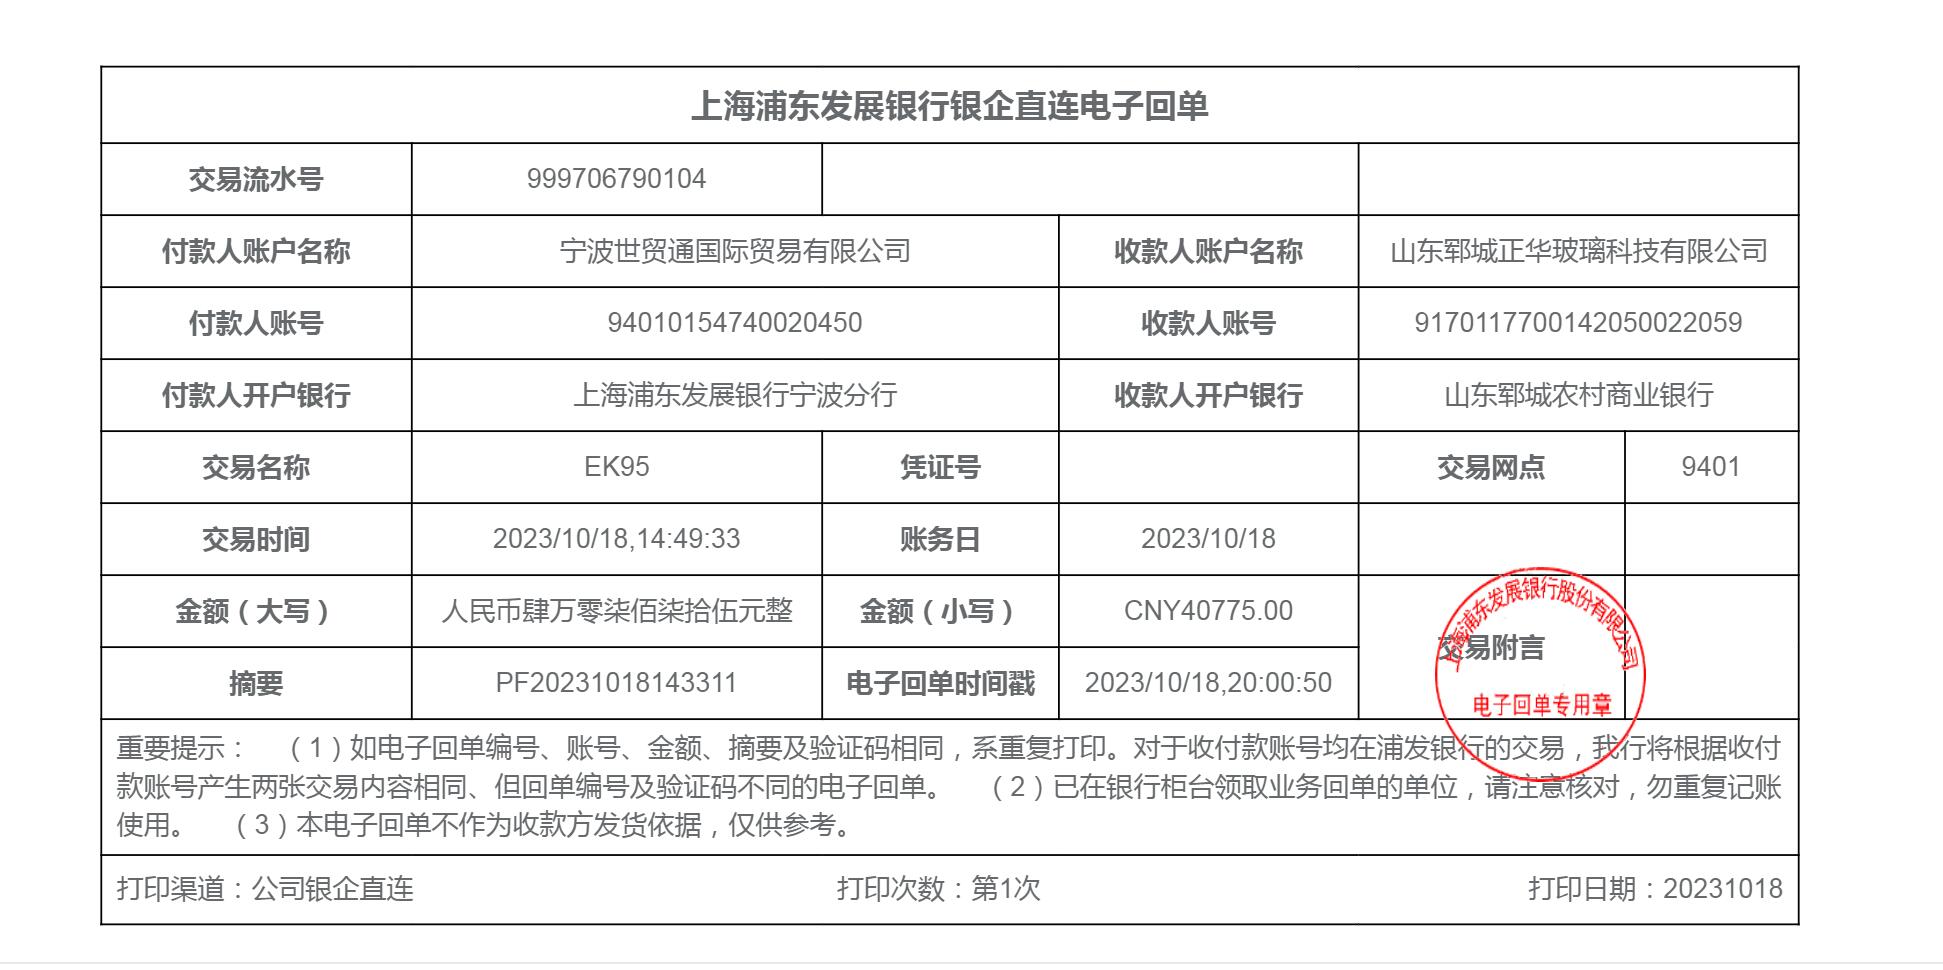 上海浦东发展银行银企直连电子回单
交易流水号 999706790104
付款人账户名称 宁波世贸通国际贸易有限公司 收款人账户名称 山东郓城正华玻璃科技有限公司
付款人账号 94010154740020450 收款人账号 9170117700142050022059
付款人开户银行 上海浦东发展银行宁波分行 收款人开户银行 山东郓城农村商业银行
交易名称 EK95 凭证号 交易网点 9401
交易时间 2023/10/18,14:49:33 账务日 2023/10/18
金额（大写） 人民币肆万零柒佰柒拾伍元整 金额（小写） CNY40775.00
交易附言
摘要 PF20231018143311 电子回单时间戳 2023/10/18,20:00:50
上海浦东发展银行股份有限公司
电子回单专用章
重要提示： （1）如电子回单编号、账号、金额、摘要及验证码相同，系重复打印。对于收付款账号均在浦发银行的交易，我行将根据收付
款账号产生两张交易内容相同、但回单编号及验证码不同的电子回单。 （2）已在银行柜台领取业务回单的单位，请注意核对，勿重复记账
使用。 （3）本电子回单不作为收款方发货依据，仅供参考。
打印渠道：公司银企直连 打印次数：第1次 打印日期：20231018